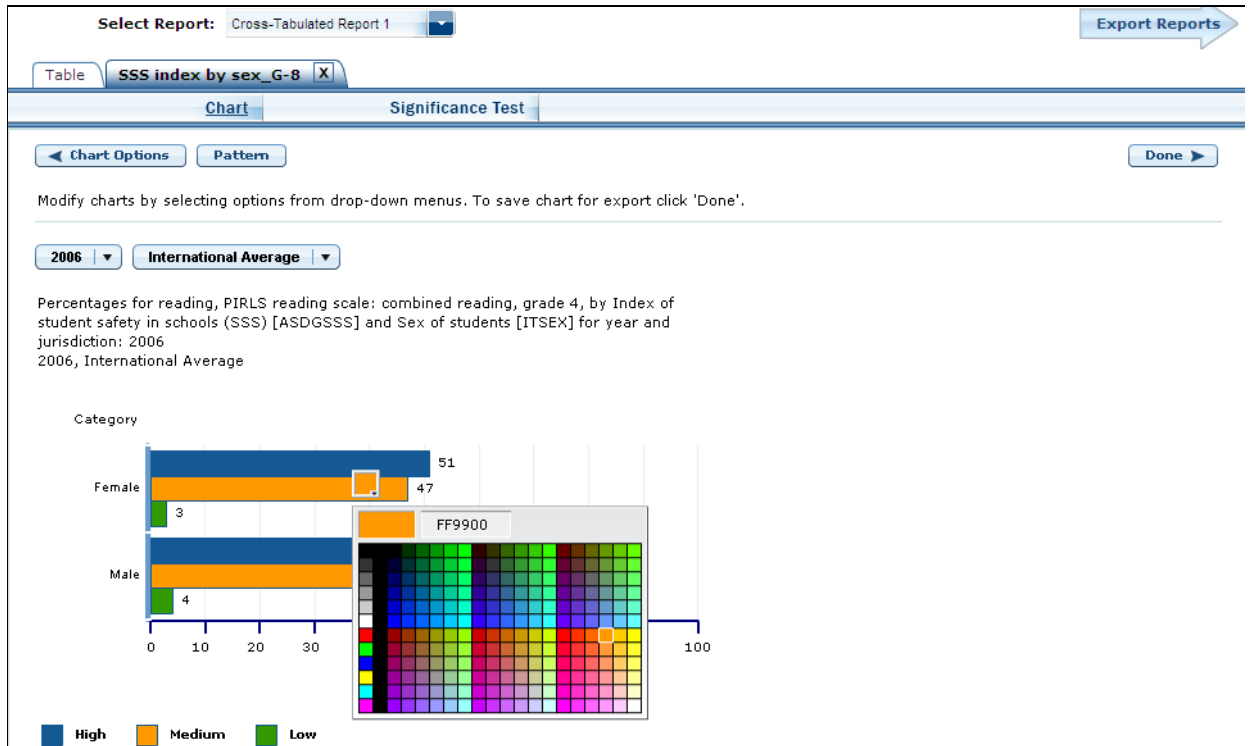 Select Report: Cross-Tabulated Report 1
Export Reports
Table
SSS index by sex_G-8 X
Chart
Significance Test
Chart Options
Pattern
Done
Modify charts by selecting options from drop-down menus. To save chart for export click 'Done'.
2006
International Average
Percentages for reading, PIRLS reading scale: combined reading, grade 4, by Index of
student safety in schools (SSS) [ASDGSSS] and Sex of students [ITSEX] for year and
jurisdiction: 2006
2006, International Average
Category
51
Female
47
3
FF9900
Male
4
0 10 20 30 100
High Medium Low